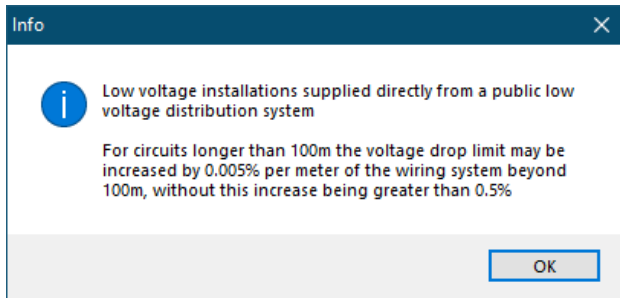 Info
Low voltage installations supplied directly from a public low
voltage distribution system
For circuits longer than 100m the voltage drop limit may be
increased by 0.005% per meter of the wiring system beyond
100m, without this increase being greater than 0.5%
OK